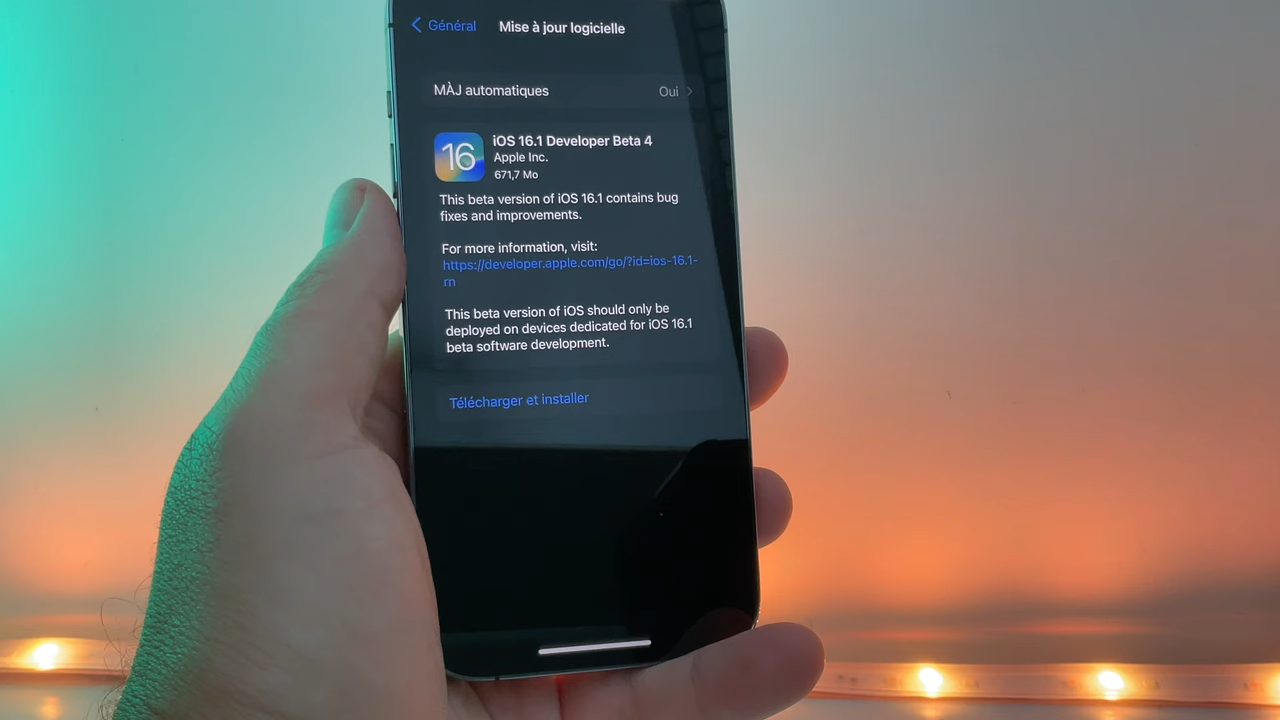 Général
Mise à jour logicielle
MÀJ automatiques
Oui
16
iOS 16.1 Developer Beta 4
Apple Inc.
671,7 Mo
This beta version of iOS 16.1 contains bug
fixes and improvements.
For more information, visit:
https://developer.apple.com/go/?id=ios-16.1-
rn
This beta version of iOS should only be
deployed on devices dedicated for iOS 16.1
beta software development.
Télécharger et installer